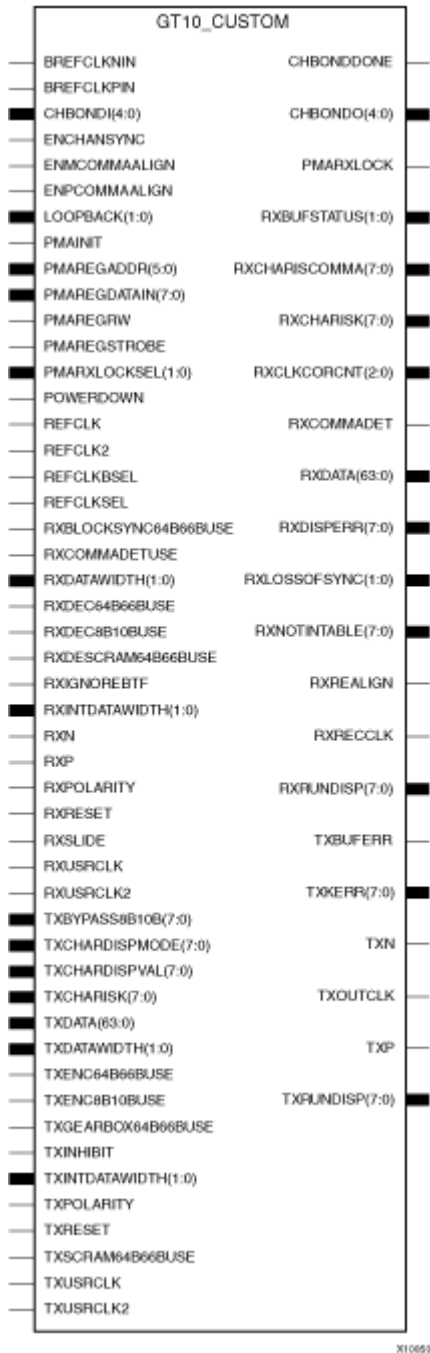 GT10_CUSTOM
BREFCLKNIN CHBONDDONE
BREFCLKPIN
CHBONDI(4:0) CHBONDO(4:0)
ENCHANSYNC
ENMCOMMAALIGN PMARXLOCK
ENPCOMMAALIGN
LOOPBACK(1:0) RXBUFSTATUS(1:0)
PMAINIT
PMAREGADDR(5:0) RXCHARISCOMMA(7:0)
PMAREGDATAIN(7:0)
PMAREGRW RXCHARISK(7:0)
PMAREGSTROBE
PMARXLOCKSEL(1:0) RXCLKCORCNT(2:0)
POWERDOWN
REFCLK RXCOMMADET
REFCLK2
REFCLKBSEL RXDATA(63:0)
REFCLKSEL
RXBLOCKSYNC64B66BUSE RXDISPERR(7:0)
RXCOMMADETUSE
RXDATAWIDTH(1:0) RXLOSSOFSYNC(1:0)
RXDEC64B66BUSE
RXDEC8B10BUSE RXNOTINTABLE(7:0)
RXDESCRAM64B66BUSE
RXIGNOREBTF RXREALIGN
RXINTDATAWIDTH(1:0)
RXN RXRECCLK
RXP
RXPOLARITY RXRUNDISP(7:0)
RXRESET
RXSLIDE TXBUFERR
RXUSRCLK
RXUSRCLK2 TXKERR(7:0)
TXBYPASS8B10B(7:0)
TXCHARDISPMODE(7:0) TXN
TXCHARDISPVAL(7:0)
TXCHARISK(7:0) TXOUTCLK
TXDATA(63:0)
TXDATAWIDTH(1:0) TXP
TXENC64B66BUSE
TXENC8B10BUSE TXRUNDISP(7:0)
TXGEARBOX64B66BUSE
TXINHIBIT
TXINTDATAWIDTH(1:0)
TXPOLARITY
TXRESET
TXSCRAM64B66BUSE
TXUSRCLK
TXUSRCLK2